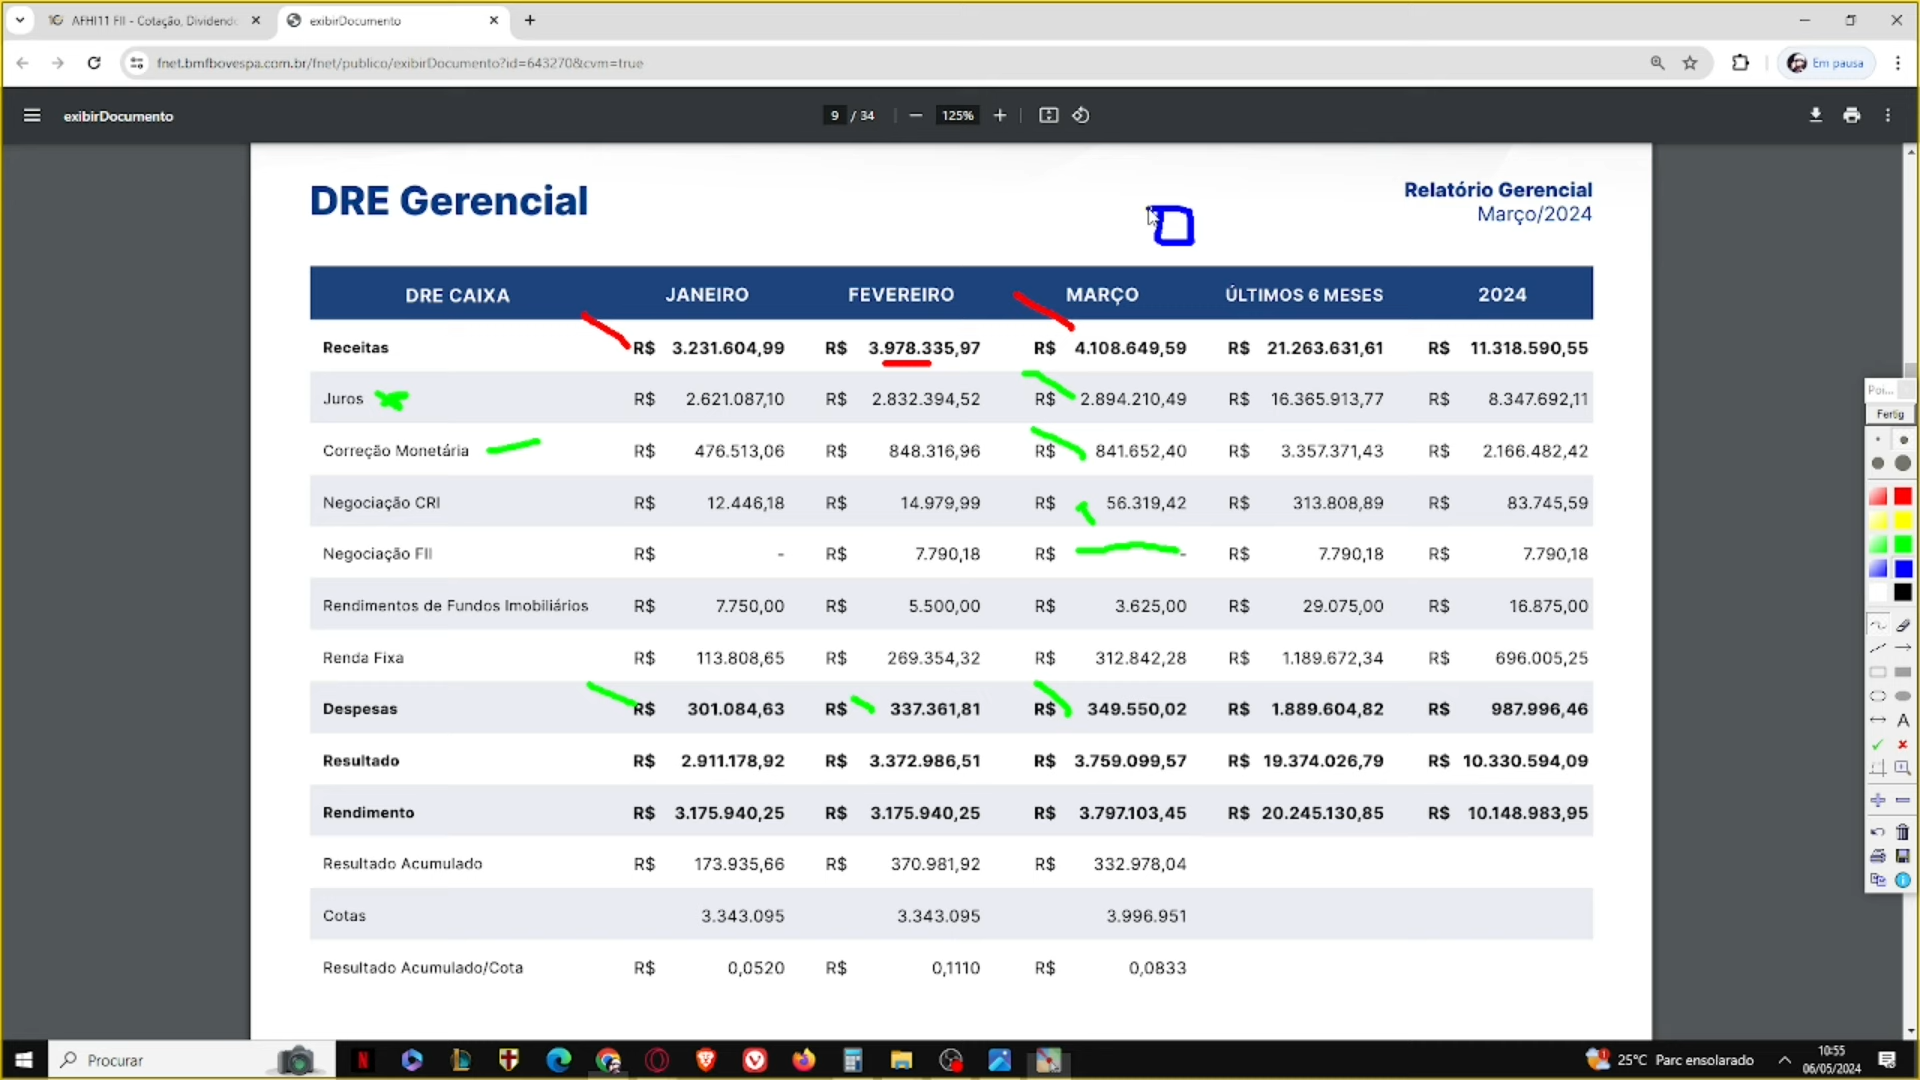 AFHI11 FII - Cotação, Dividendo
exibirDocumento
fnet.bmfbovespa.com.br/fnet/publico/exibirDocumento?id=643270&cvm=true
Em pausa
exibirDocumento
9 / 34
125%
DRE Gerencial
Relatório Gerencial
Março/2024
DRE CAIXA JANEIRO FEVEREIRO MARÇO ÚLTIMOS 6 MESES 2024
Receitas R$ 3.231.604,99 R$ 3.978.335,97 R$ 4.108.649,59 R$ 21.263.631,61 R$ 11.318.590,55
Juros R$ 2.621.087,10 R$ 2.832.394,52 R$ 2.894.210,49 R$ 16.365.913,77 R$ 8.347.692,11
Correção Monetária R$ 476.513,06 R$ 848.316,96 R$ 841.652,40 R$ 3.357.371,43 R$ 2.166.482,42
Negociação CRI R$ 12.446,18 R$ 14.979,99 R$ 56.319,42 R$ 313.808,89 R$ 83.745,59
Negociação FII R$ - R$ 7.790,18 R$ - R$ 7.790,18 R$ 7.790,18
Rendimentos de Fundos Imobiliários R$ 7.750,00 R$ 5.500,00 R$ 3.625,00 R$ 29.075,00 R$ 16.875,00
Renda Fixa R$ 113.808,65 R$ 269.354,32 R$ 312.842,28 R$ 1.189.672,34 R$ 696.005,25
Despesas R$ 301.084,63 R$ 337.361,81 R$ 349.550,02 R$ 1.889.604,82 R$ 987.996,46
Resultado R$ 2.911.178,92 R$ 3.372.986,51 R$ 3.759.099,57 R$ 19.374.026,79 R$ 10.330.594,09
Rendimento R$ 3.175.940,25 R$ 3.175.940,25 R$ 3.797.103,45 R$ 20.245.130,85 R$ 10.148.983,95
Resultado Acumulado R$ 173.935,66 R$ 370.981,92 R$ 332.978,04
Cotas 3.343.095 3.343.095 3.996.951
Resultado Acumulado/Cota R$ 0,0520 R$ 0,1110 R$ 0,0833
Poi...
Fertig
A
Procurar
25°C Parc ensolarado
10:55
06/05/2024